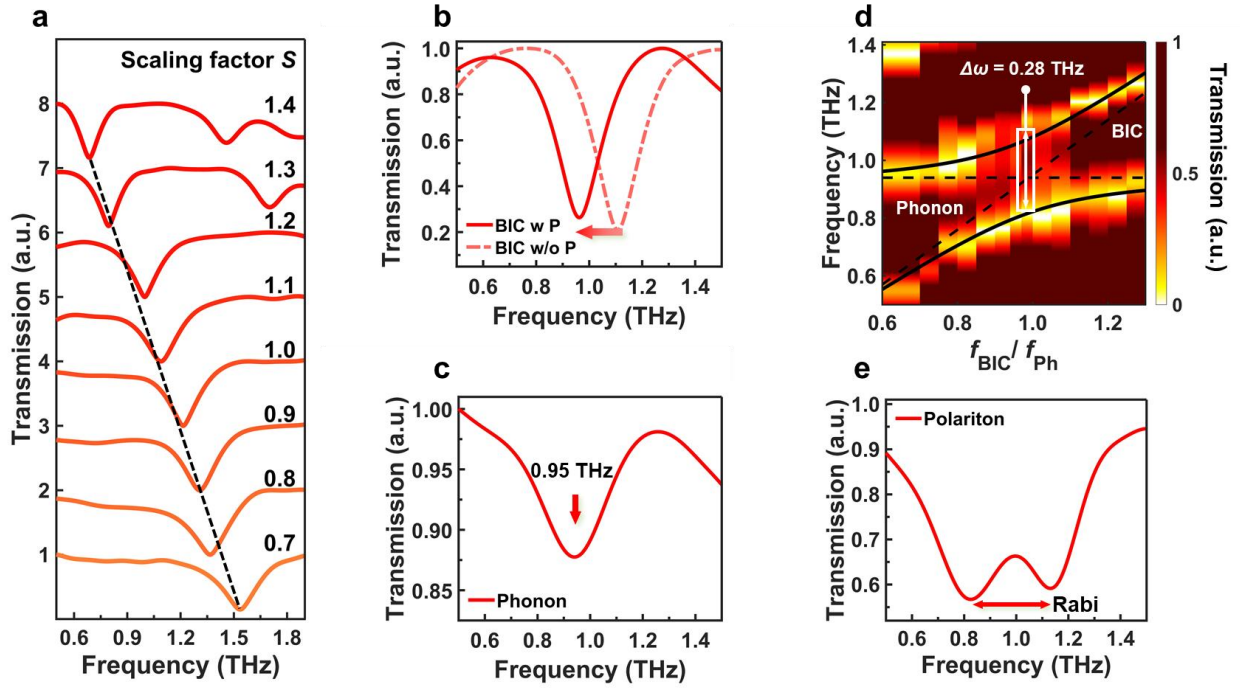 a
Scaling factor S
1.4
1.3
1.2
1.1
1.0
0.9
0.8
0.7
8
7
6
5
4
3
2
1
Transmission (a.u.)
0.6 0.9 1.2 1.5 1.8
Frequency (THz)
b
1.0
0.8
0.6
0.4
0.2
Transmission (a.u.)
BIC w P
BIC w/o P
0.6 0.8 1.0 1.2 1.4
Frequency (THz)
c
1.00
0.95
0.90
0.85
Transmission (a.u.)
0.95 THz
Phonon
0.6 0.8 1.0 1.2 1.4
Frequency (THz)
d
1.4
1.2
1.0
0.8
0.6
Frequency (THz)
Δω = 0.28 THz
BIC
Phonon
0.6 0.8 1.0 1.2
fBIC/ fPh
1
0.5
0
Transmission (a.u.)
e
1.0
0.9
0.8
0.7
0.6
Transmission (a.u.)
Polariton
Rabi
0.6 0.8 1.0 1.2 1.4
Frequency (THz)